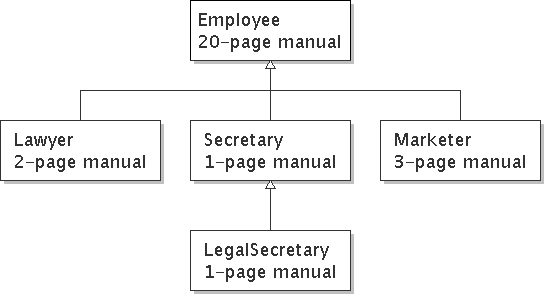 Employee
20-page manual
Lawyer
2-page manual
Secretary
1-page manual
Marketer
3-page manual
LegalSecretary
1-page manual